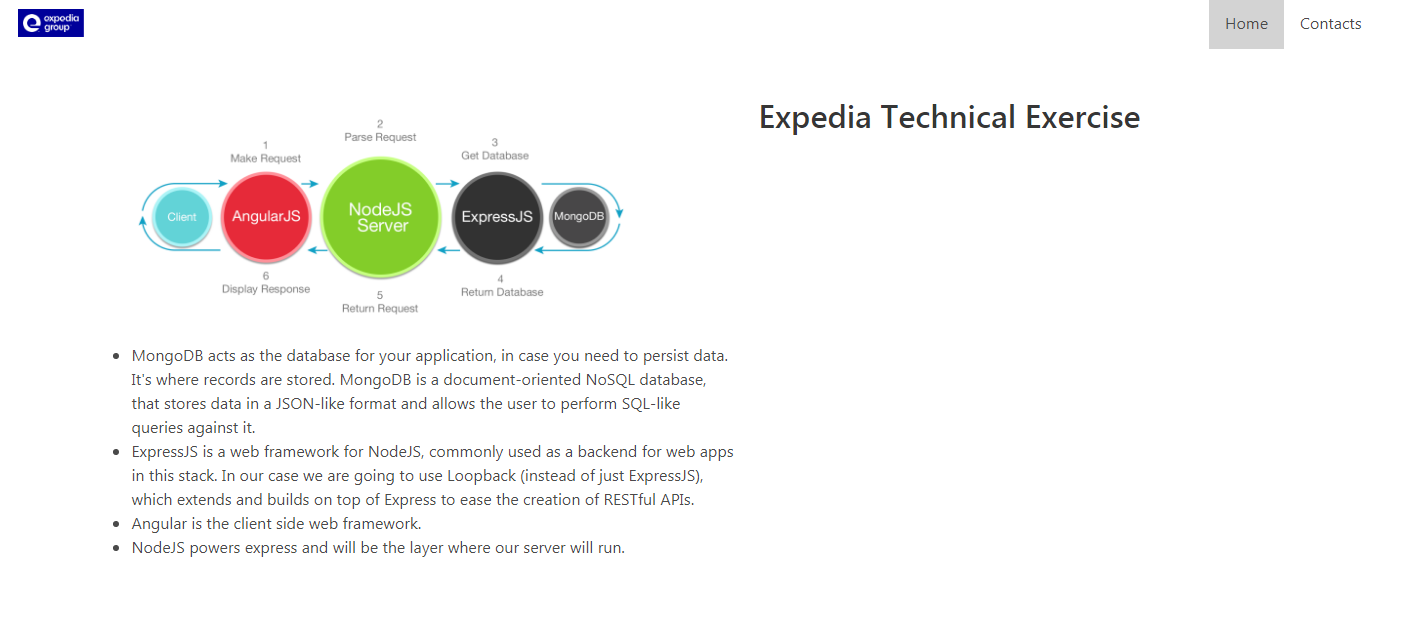 expedia
group
Home
Contacts
Expedia Technical Exercise
1
Make Request
2
Parse Request
3
Get Database
Client
AngularJS
NodeJS
Server
ExpressJS
MongoDB
6
Display Response
5
Return Request
4
Return Database
• MongoDB acts as the database for your application, in case you need to persist data.
It's where records are stored. MongoDB is a document-oriented NoSQL database,
that stores data in a JSON-like format and allows the user to perform SQL-like
queries against it.
• ExpressJS is a web framework for NodeJS, commonly used as a backend for web apps
in this stack. In our case we are going to use Loopback (instead of just ExpressJS),
which extends and builds on top of Express to ease the creation of RESTful APIs.
• Angular is the client side web framework.
• NodeJS powers express and will be the layer where our server will run.